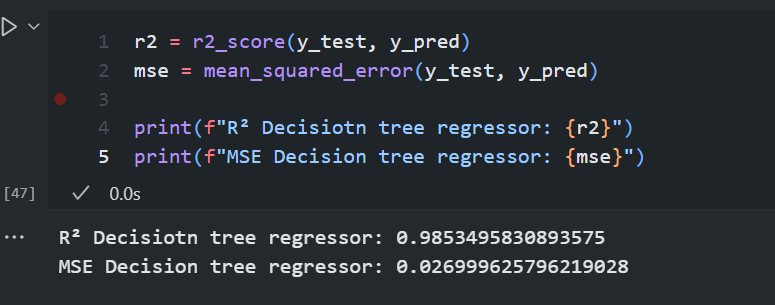 1 r2 = r2_score(y_test, y_pred)
2 mse = mean_squared_error(y_test, y_pred)
3
4 print(f"R² Decisiotn tree regressor: {r2}")
5 print(f"MSE Decision tree regressor: {mse}")
[47] 0.0s
R² Decisiotn tree regressor: 0.9853495830893575
MSE Decision tree regressor: 0.026999625796219028